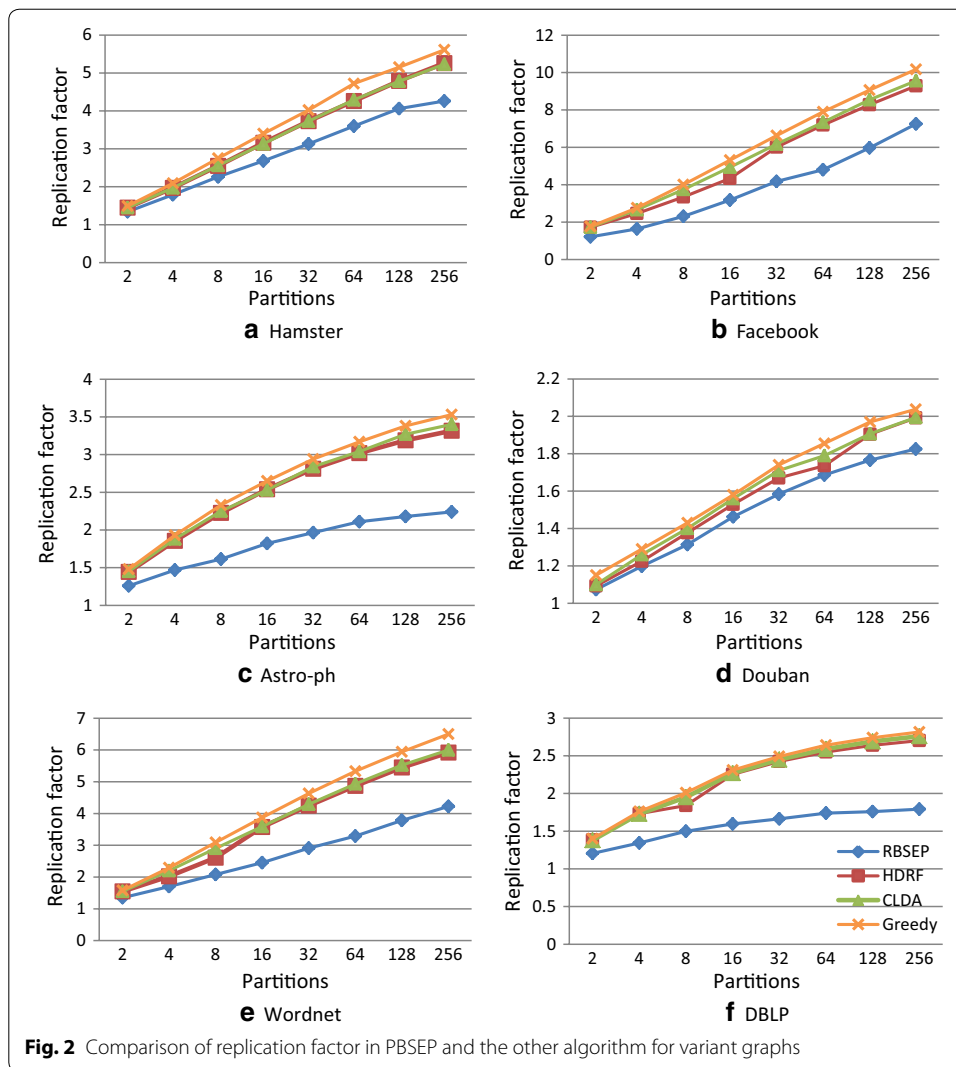 6
5
4
3
2
1
0
Replication factor
2 4 8 16 32 64 128 256
Partitions
a Hamster
12
10
8
6
4
2
0
Replication factor
2 4 8 16 32 64 128 256
Partitions
b Facebook
4
3.5
3
2.5
2
1.5
1
Replication factor
2 4 8 16 32 64 128 256
c Astro-ph
2.2
2
1.8
1.6
1.4
1.2
1
Replication factor
2 4 8 16 32 64 128 256
d Douban
7
6
5
4
3
2
1
0
Replication factor
2 4 8 16 32 64 128 256
Partitions
e Wordnet
3
2.5
2
1.5
1
0.5
0
Replication factor
RBSEP
HDRF
CLDA
Greedy
2 4 8 16 32 64 128 256
Partitions
f DBLP
Fig. 2 Comparison of replication factor in PBSEP and the other algorithm for variant graphs